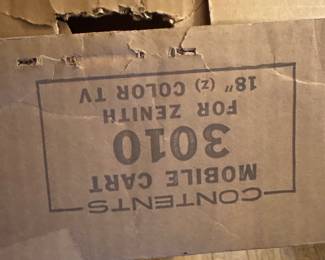 CONTENTS
MOBILE CART
3010
FOR ZENITH
18" (z) COLOR TV